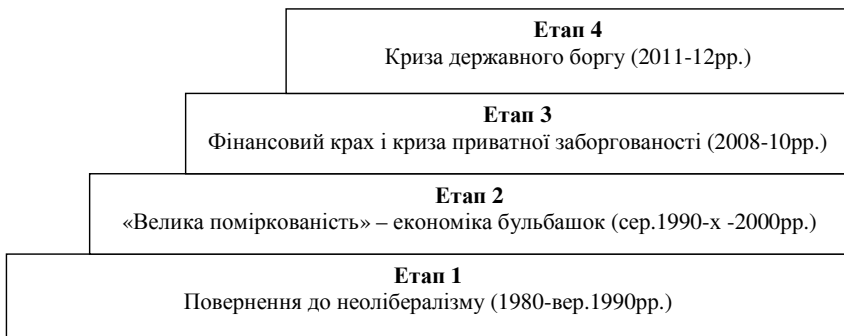 Етап 4
Криза державного боргу (2011-12рр.)
Етап 3
Фінансовий крах і криза приватної заборгованості (2008-10рр.)
Етап 2
«Велика поміркованість» – економіка бульбашок (сер.1990-х -2000рр.)
Етап 1
Повернення до неолібералізму (1980-вер.1990рр.)